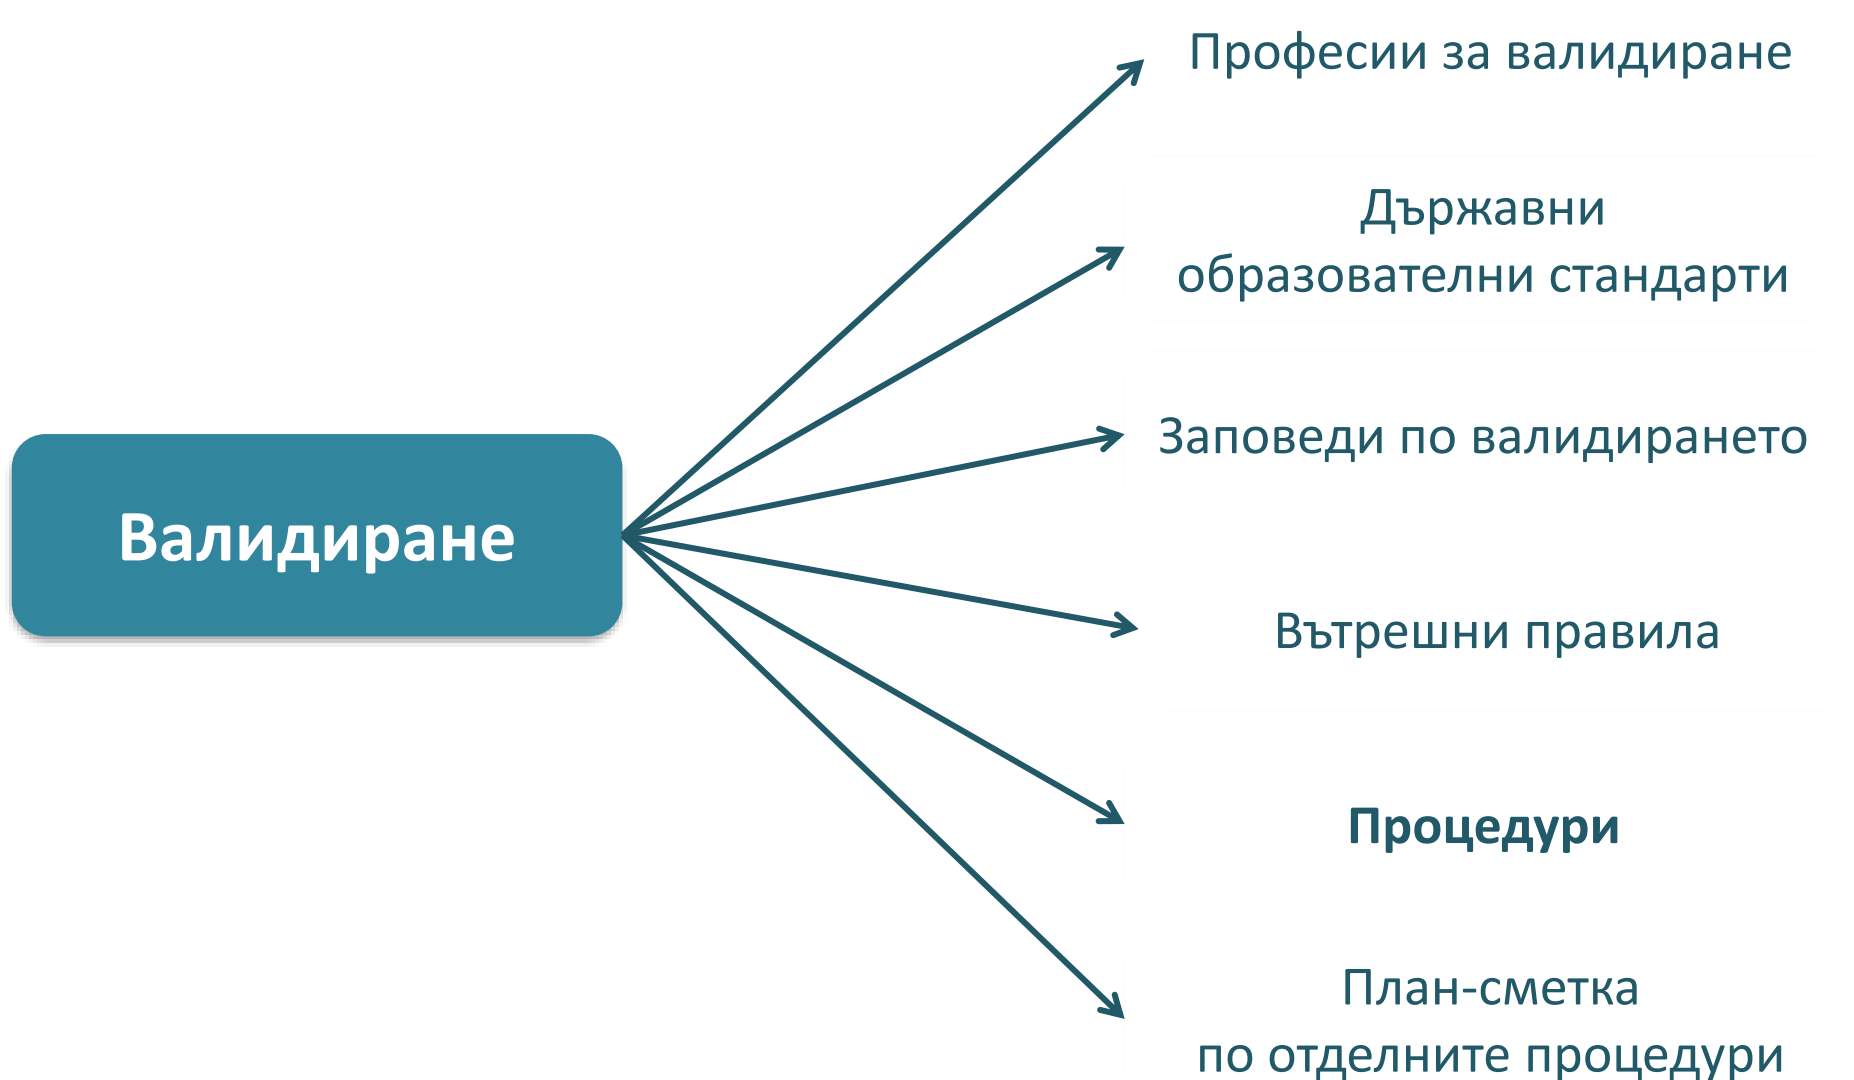 Професии за валидиране
Държавни
образователни стандарти
Заповеди по валидирането
Валидиране
Вътрешни правила
Процедури
План-сметка
по отделните процедури